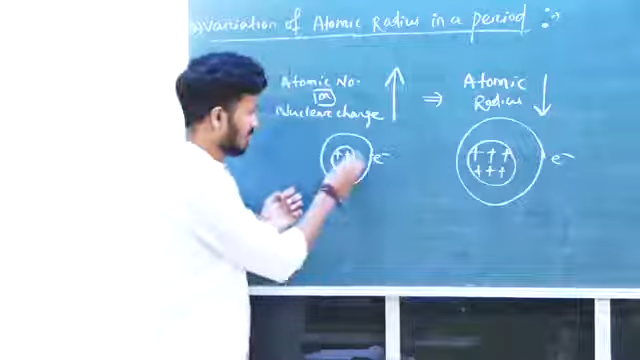 Variation of Atomic Radius in a period :-
Atomic No.
Nuclear charge
⇒
Atomic
Radius
++
e⁻
+++
+++
e⁻